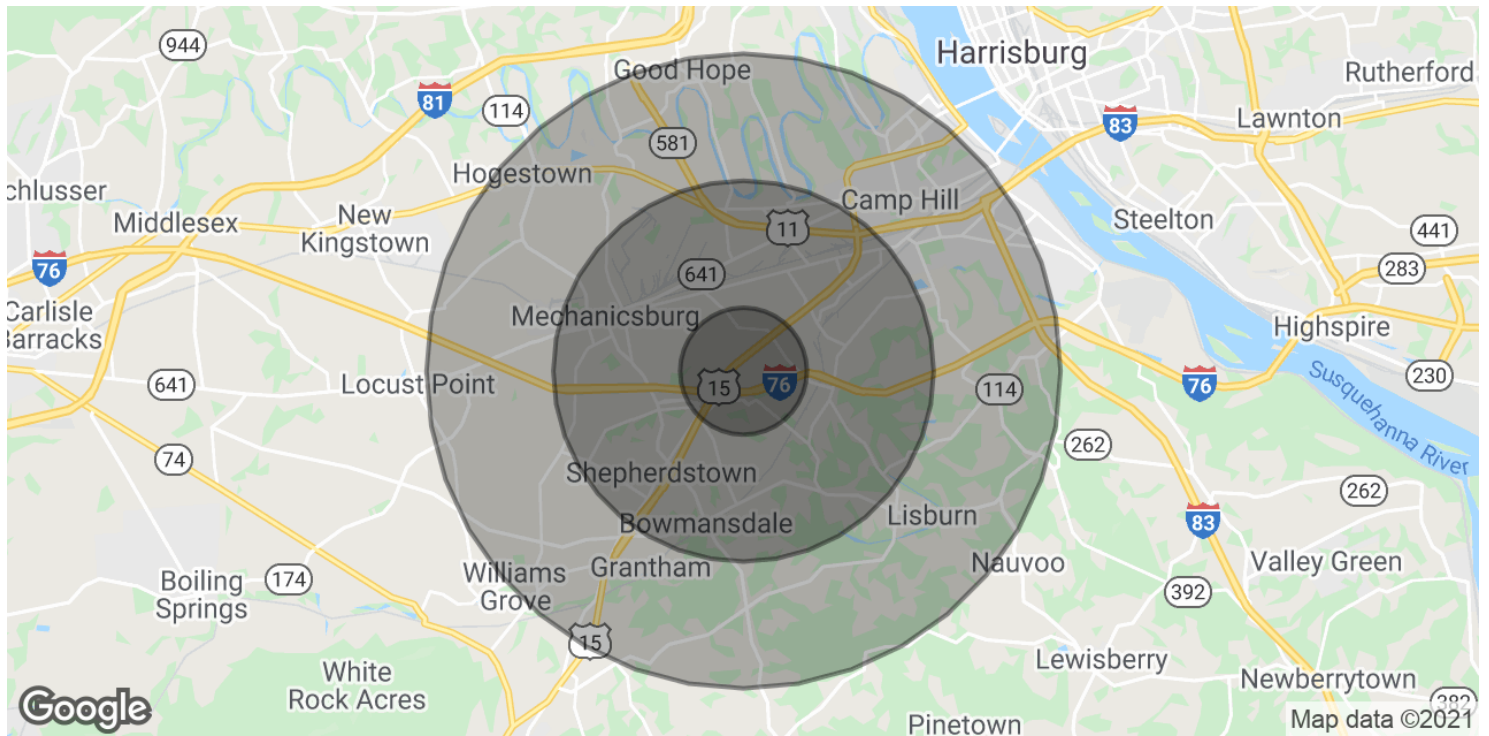 944
Good Hope
Harrisburg
Rutherford
81
114
83
Lawnton
581
Hogestown
chlusser
Camp Hill
Middlesex
New
Kingstown
11
Steelton
441
76
641
283
Carlisle
Barracks
Mechanicsburg
Highspire
641
Locust Point
15
76
114
76
230
Susquehanna River
74
262
Shepherdstown
262
Bowmansdale
Lisburn
83
Boiling
Springs
174
Williams
Grove
Grantham
Nauvoo
Valley Green
392
15
White
Rock Acres
Lewisberry
Newberrytown
382
Google
Pinetown
Map data ©2021